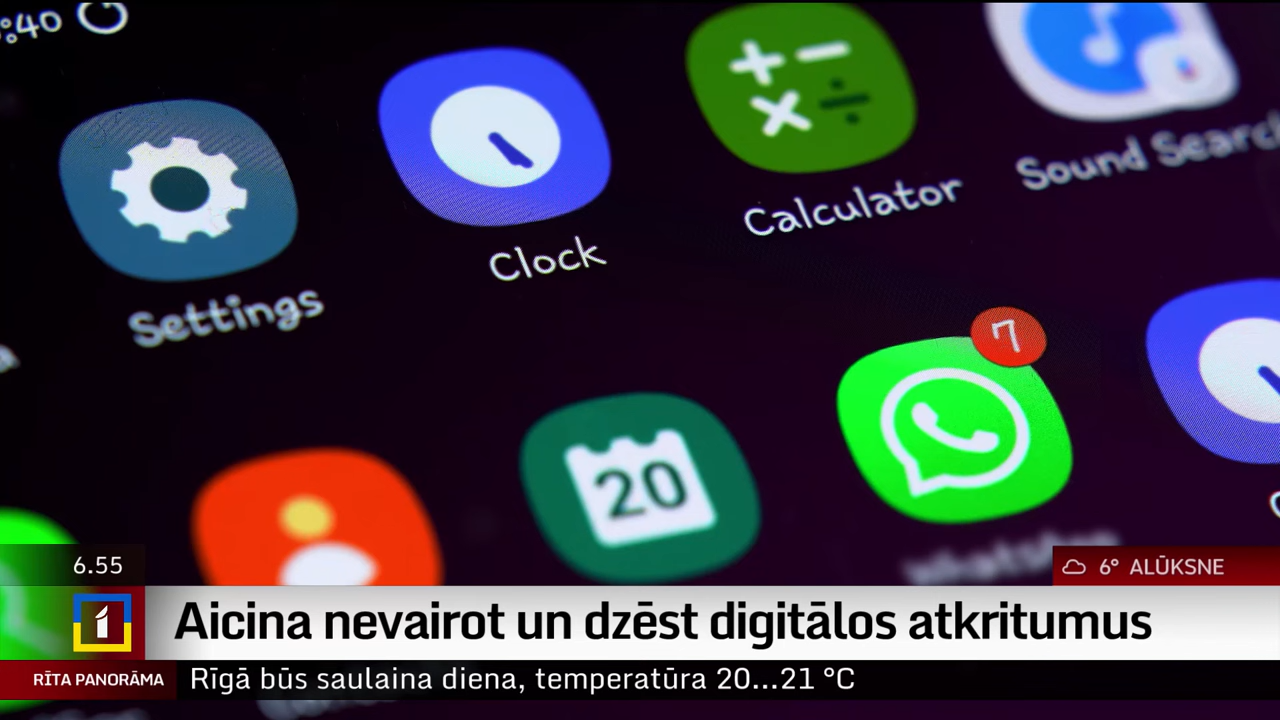 :40
Settings
Clock
Calculator
Sound Search
7
20
WhatsApp
6.55
6° ALŪKSNE
1
Aicina nevairot un dzēst digitālos atkritumus
RĪTA PANORĀMA
Rīgā būs saulaina diena, temperatūra 20...21 °C